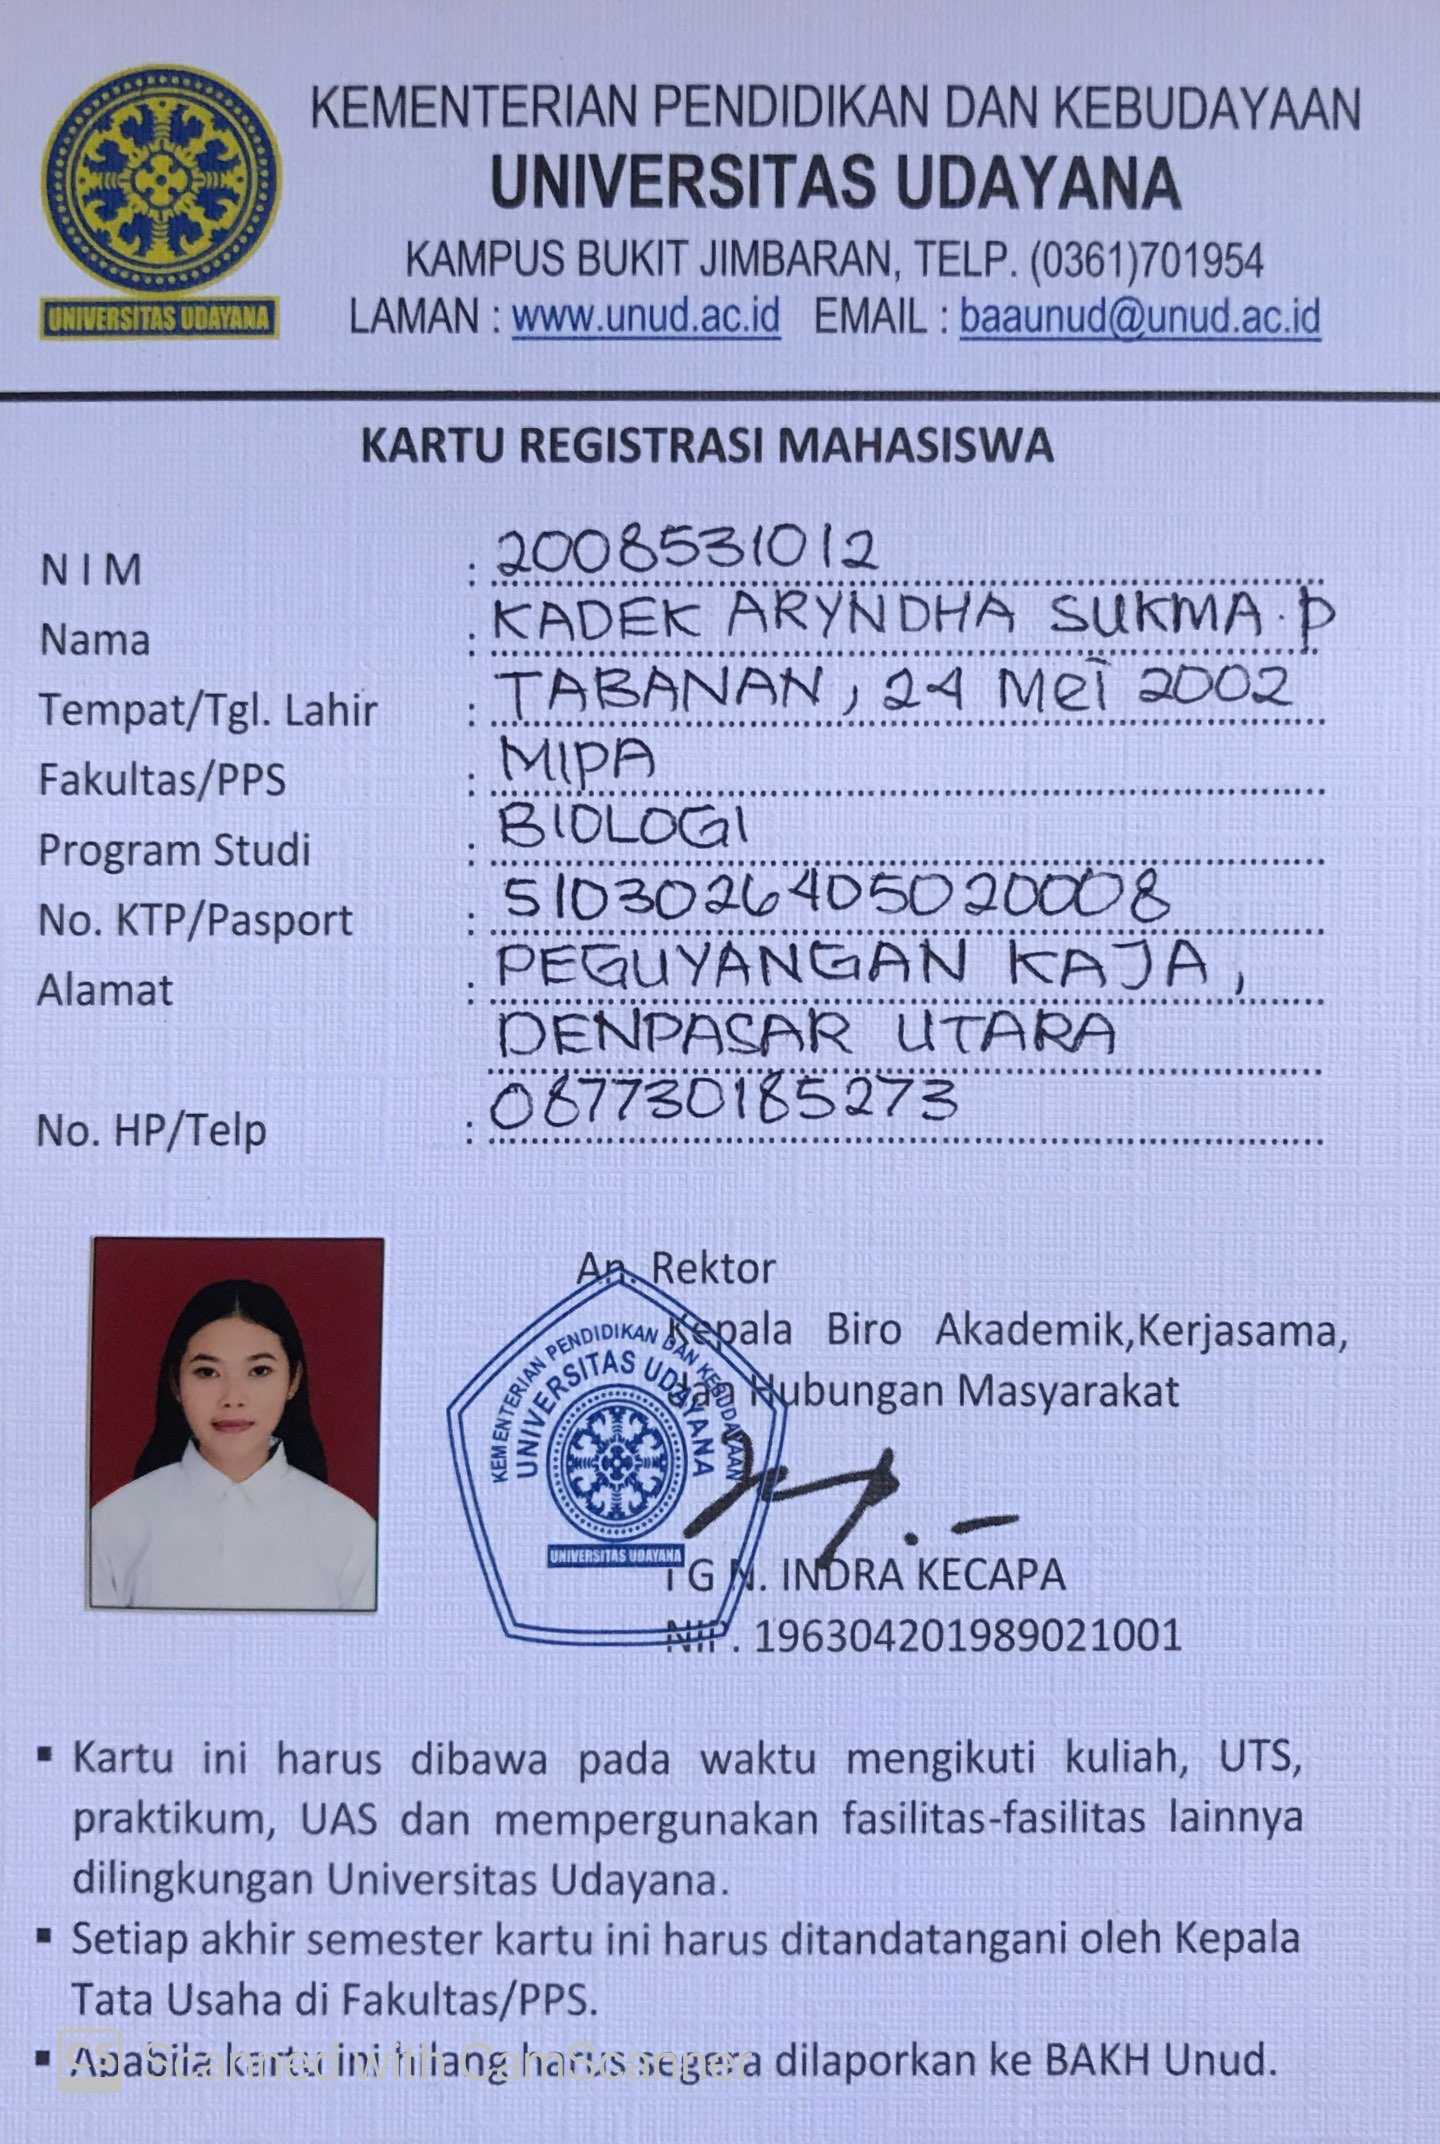 KEMENTERIAN PENDIDIKAN DAN KEBUDAYAAN
UNIVERSITAS UDAYANA
KAMPUS BUKIT JIMBARAN, TELP. (0361)701954
LAMAN : www.unud.ac.id EMAIL : baaunud@unud.ac.id
UNIVERSITAS UDAYANA
KARTU REGISTRASI MAHASISWA
N I M : 2008531012
Nama : KADEK ARYNDHA SUKMA . P
Tempat/Tgl. Lahir : TABANAN, 24 Mei 2002
Fakultas/PPS : MIPA
Program Studi : BIOLOGI
No. KTP/Pasport : 5103026405020008
Alamat : PEGUYANGAN KAJA,
DENPASAR UTARA
No. HP/Telp : 087730185273
An. Rektor
Kepala Biro Akademik,Kerjasama,
dan Hubungan Masyarakat
KEMENTERIAN PENDIDIKAN DAN KEBUDAYAAN
UNIVERSITAS UDAYANA
UNIVERSITAS UDAYANA
I G N. INDRA KECAPA
NIP. 196304201989021001
▪ Kartu ini harus dibawa pada waktu mengikuti kuliah, UTS,
praktikum, UAS dan mempergunakan fasilitas-fasilitas lainnya
dilingkungan Universitas Udayana.
▪ Setiap akhir semester kartu ini harus ditandatangani oleh Kepala
Tata Usaha di Fakultas/PPS.
▪ Apabila kartu ini hilang harus segera dilaporkan ke BAKH Unud.
CS Scanned with CamScanner